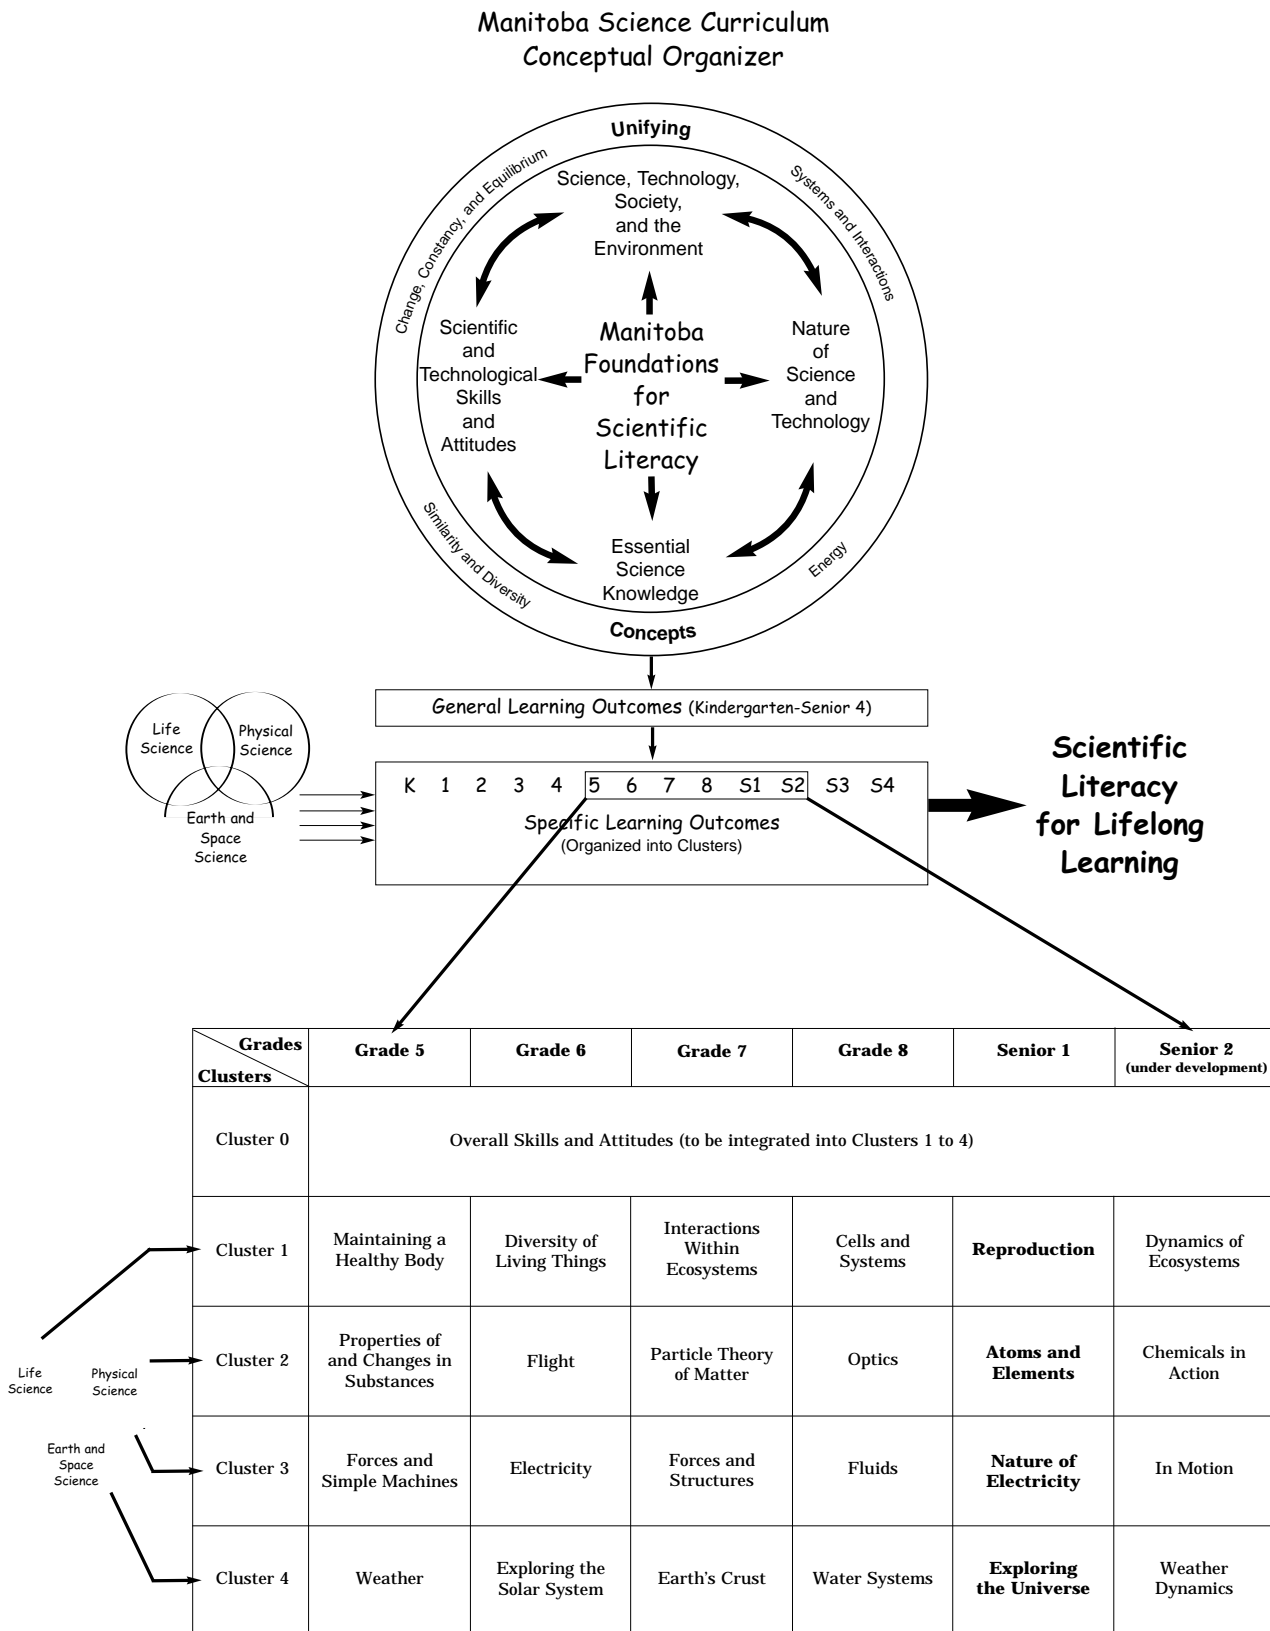 Manitoba Science Curriculum
Conceptual Organizer
Unifying
Change, Constancy, and Equilibrium
Systems and Interactions
Science, Technology,
Society,
and the
Environment
Scientific
and
Technological
Skills
and
Attitudes
Manitoba
Foundations
for
Scientific
Literacy
Nature
of
Science
and
Technology
Similarity and Diversity
Energy
Essential
Science
Knowledge
Concepts
General Learning Outcomes (Kindergarten-Senior 4)
Life
Science
Physical
Science
Earth and
Space
Science
K 1 2 3 4 5 6 7 8 S1 S2 S3 S4
Specific Learning Outcomes
(Organized into Clusters)
Scientific
Literacy
for Lifelong
Learning
Grades
Clusters
Grade 5
Grade 6
Grade 7
Grade 8
Senior 1
Senior 2
(under development)
Cluster 0
Overall Skills and Attitudes (to be integrated into Clusters 1 to 4)
Cluster 1
Maintaining a
Healthy Body
Diversity of
Living Things
Interactions
Within
Ecosystems
Cells and
Systems
Reproduction
Dynamics of
Ecosystems
Life
Science
Physical
Science
Cluster 2
Properties of
and Changes in
Substances
Flight
Particle Theory
of Matter
Optics
Atoms and
Elements
Chemicals in
Action
Earth and
Space
Science
Cluster 3
Forces and
Simple Machines
Electricity
Forces and
Structures
Fluids
Nature of
Electricity
In Motion
Cluster 4
Weather
Exploring the
Solar System
Earth's Crust
Water Systems
Exploring
the Universe
Weather
Dynamics